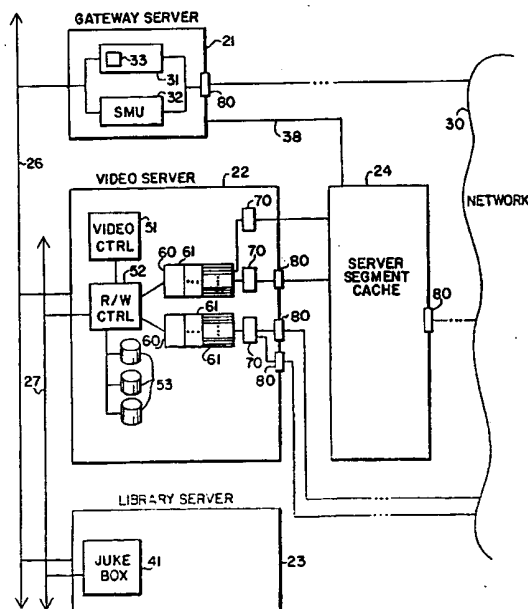 GATEWAY SERVER
21
33
31
32
SMU
80
30
26
38
NETWORK
VIDEO SERVER
22
24
70
VIDEO
CTRL
51
52
60
61
70
80
SERVER
SEGMENT
CACHE
80
R/W
CTRL
61
80
60
61
70
80
27
53
LIBRARY SERVER
JUKE
BOX
41
23